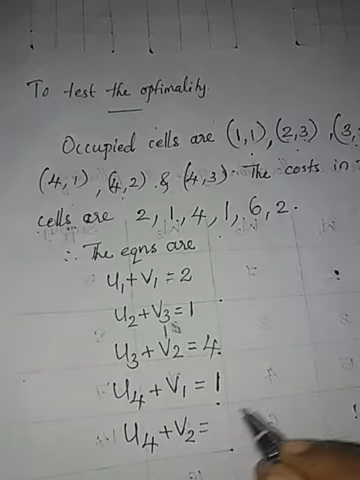 To test the optimality.
Occupied cells are (1,1), (2,3), (3,
(4,1), (4,2) & (4,3). The costs in
cells are 2, 1, 4, 1, 6, 2.
∴ The eqns are
U₁ + V₁ = 2
U₂ + V₃ = 1
U₃ + V₂ = 4
U₄ + V₁ = 1
U₄ + V₂ =